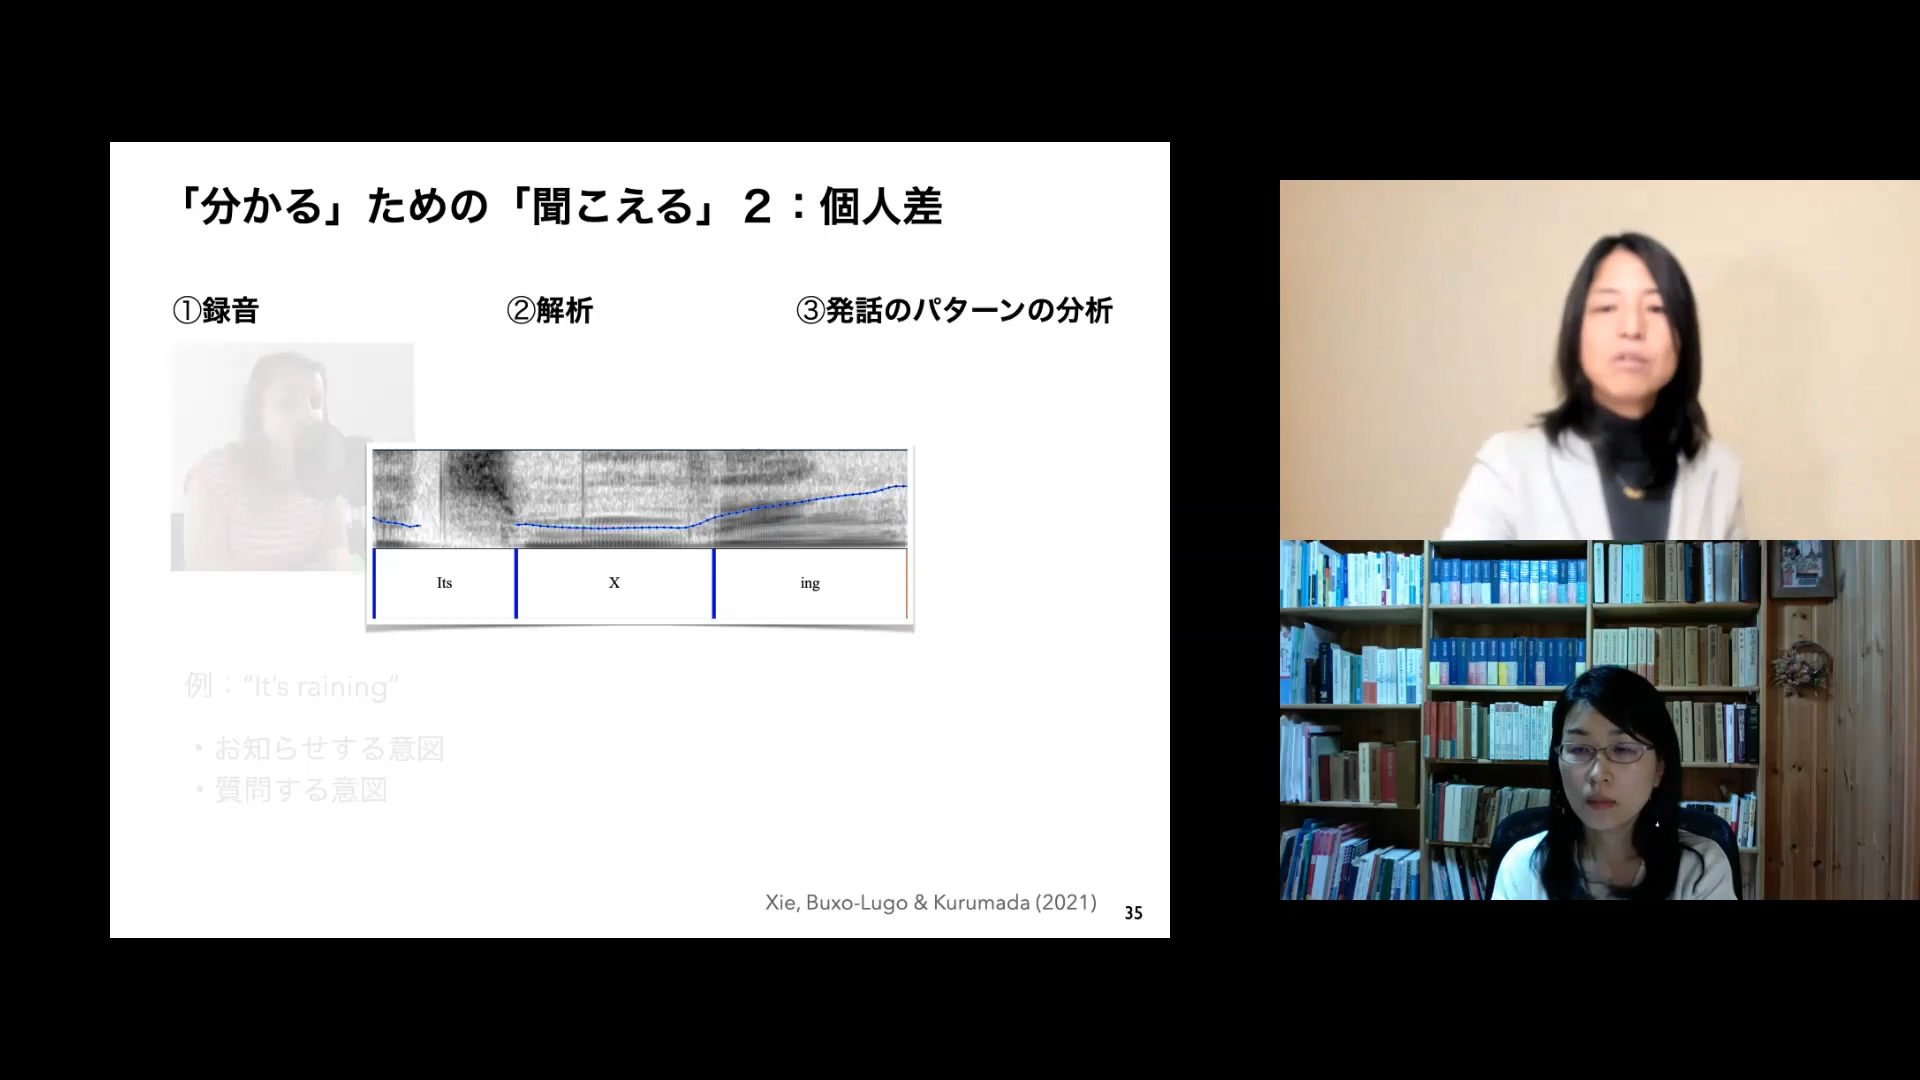 「分かる」ための「聞こえる」２：個人差
①録音
②解析
③発話のパターンの分析
Its
X
ing
例：“It's raining”
・お知らせする意図
・質問する意図
Xie, Buxo-Lugo & Kurumada (2021)
35